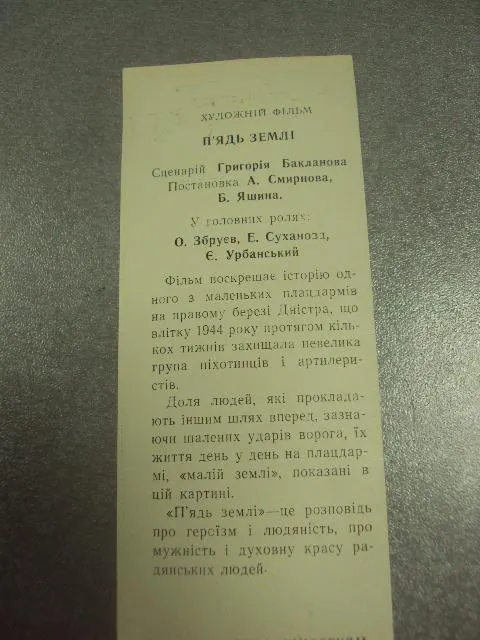 ХУДОЖНІЙ ФІЛЬМ
П'ЯДЬ ЗЕМЛІ
Сценарій Григорія Бакланова
Постановка А. Смирнова,
Б. Яшина.
У головних ролях:
О. Збруєв, Е. Суханова,
Є. Урбанський
Фільм воскрешає історію од-
ного з маленьких плацдармів
на правому березі Дністра, що
влітку 1944 року протягом кіль-
кох тижнів захищала невелика
група піхотинців і артилери-
стів.
Доля людей, які прокладa-
ють іншим шлях вперед, зазна-
ючи шалених ударів ворога, їх
життя день у день на плацдар-
мі, «малій землі», показані в
цій картині.
«П'ядь землі»—це розповідь
про героїзм і людяність, про
мужність і духовну красу ра-
дянських людей.